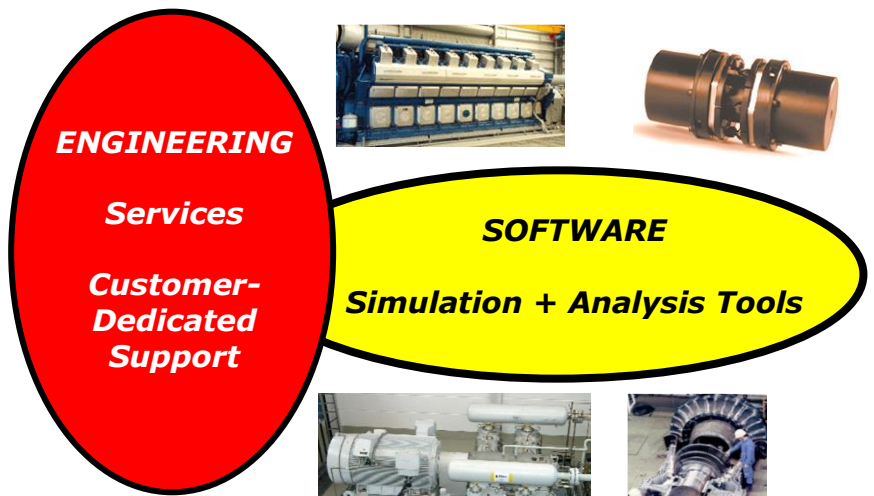 ENGINEERING
Services
Customer-
Dedicated
Support
SOFTWARE
Simulation + Analysis Tools